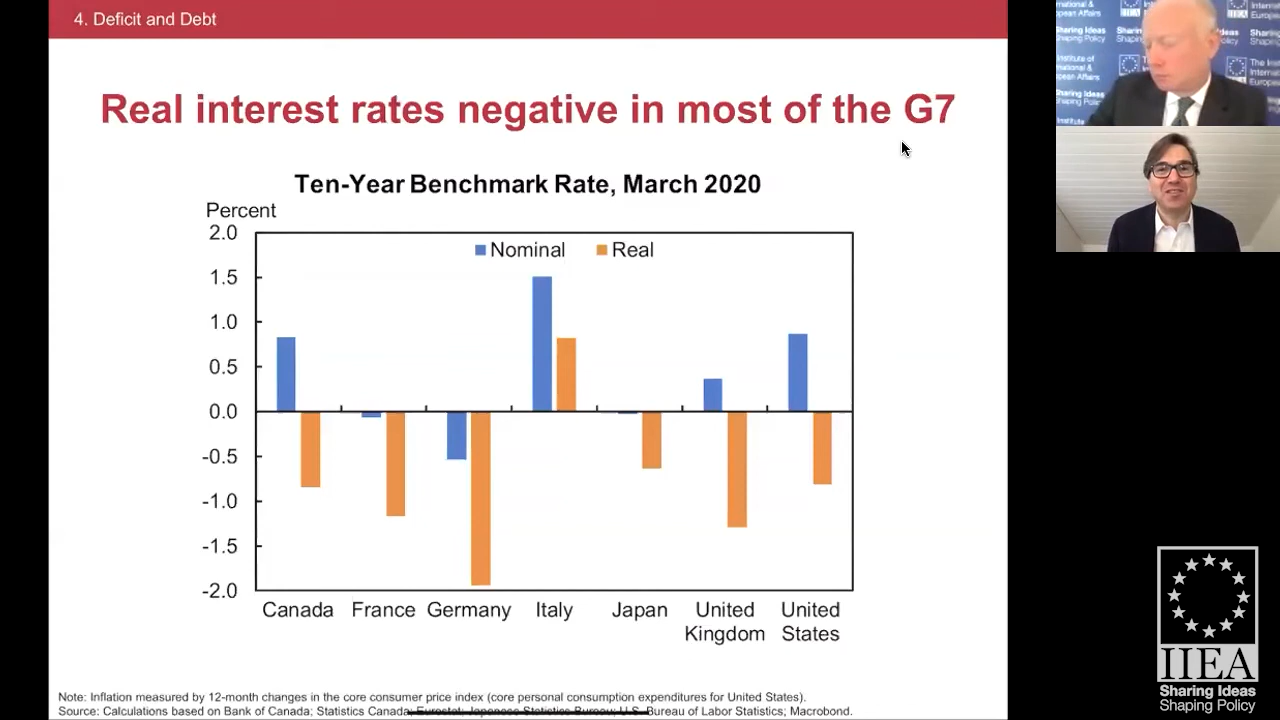 4. Deficit and Debt
Real interest rates negative in most of the G7
Ten-Year Benchmark Rate, March 2020
Percent
2.0
1.5
1.0
0.5
0.0
-0.5
-1.0
-1.5
-2.0
Nominal Real
Canada France Germany Italy Japan United Kingdom United States
Note: Inflation measured by 12-month changes in the core consumer price index (core personal consumption expenditures for United States).
Source: Calculations based on Bank of Canada; Statistics Canada; Eurostat; Japanese Statistics Bureau; U.S. Bureau of Labor Statistics; Macrobond.
Sharing Ideas
Shaping Policy
IIEA
Sharing Ideas
Shaping Policy